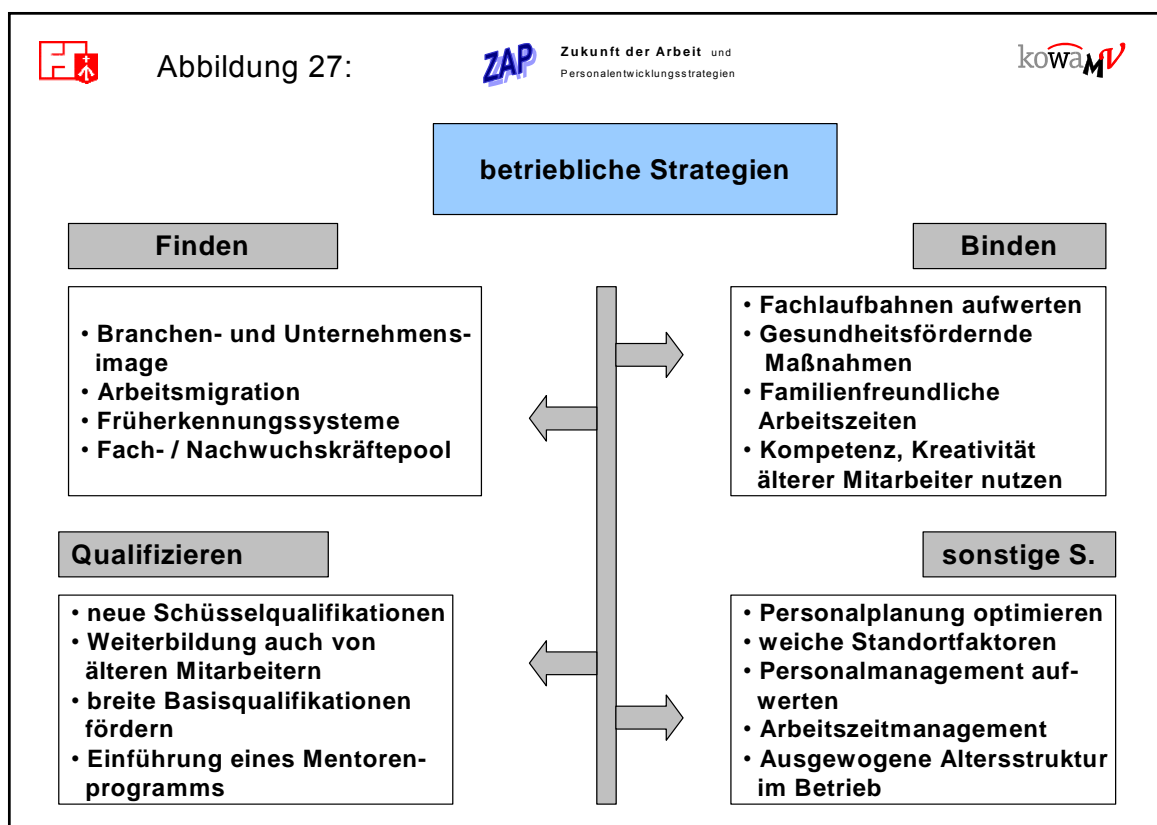 Abbildung 27:
ZAP
Zukunft der Arbeit und
Personalentwicklungsstrategien
kowa MV
betriebliche Strategien
Finden
• Branchen- und Unternehmens-
image
• Arbeitsmigration
• Früherkennungssysteme
• Fach- / Nachwuchskräftepool
Binden
• Fachlaufbahnen aufwerten
• Gesundheitsfördernde
Maßnahmen
• Familienfreundliche
Arbeitszeiten
• Kompetenz, Kreativität
älterer Mitarbeiter nutzen
Qualifizieren
• neue Schüsselqualifikationen
• Weiterbildung auch von
älteren Mitarbeitern
• breite Basisqualifikationen
fördern
• Einführung eines Mentoren-
programms
sonstige S.
• Personalplanung optimieren
• weiche Standortfaktoren
• Personalmanagement auf-
werten
• Arbeitszeitmanagement
• Ausgewogene Altersstruktur
im Betrieb